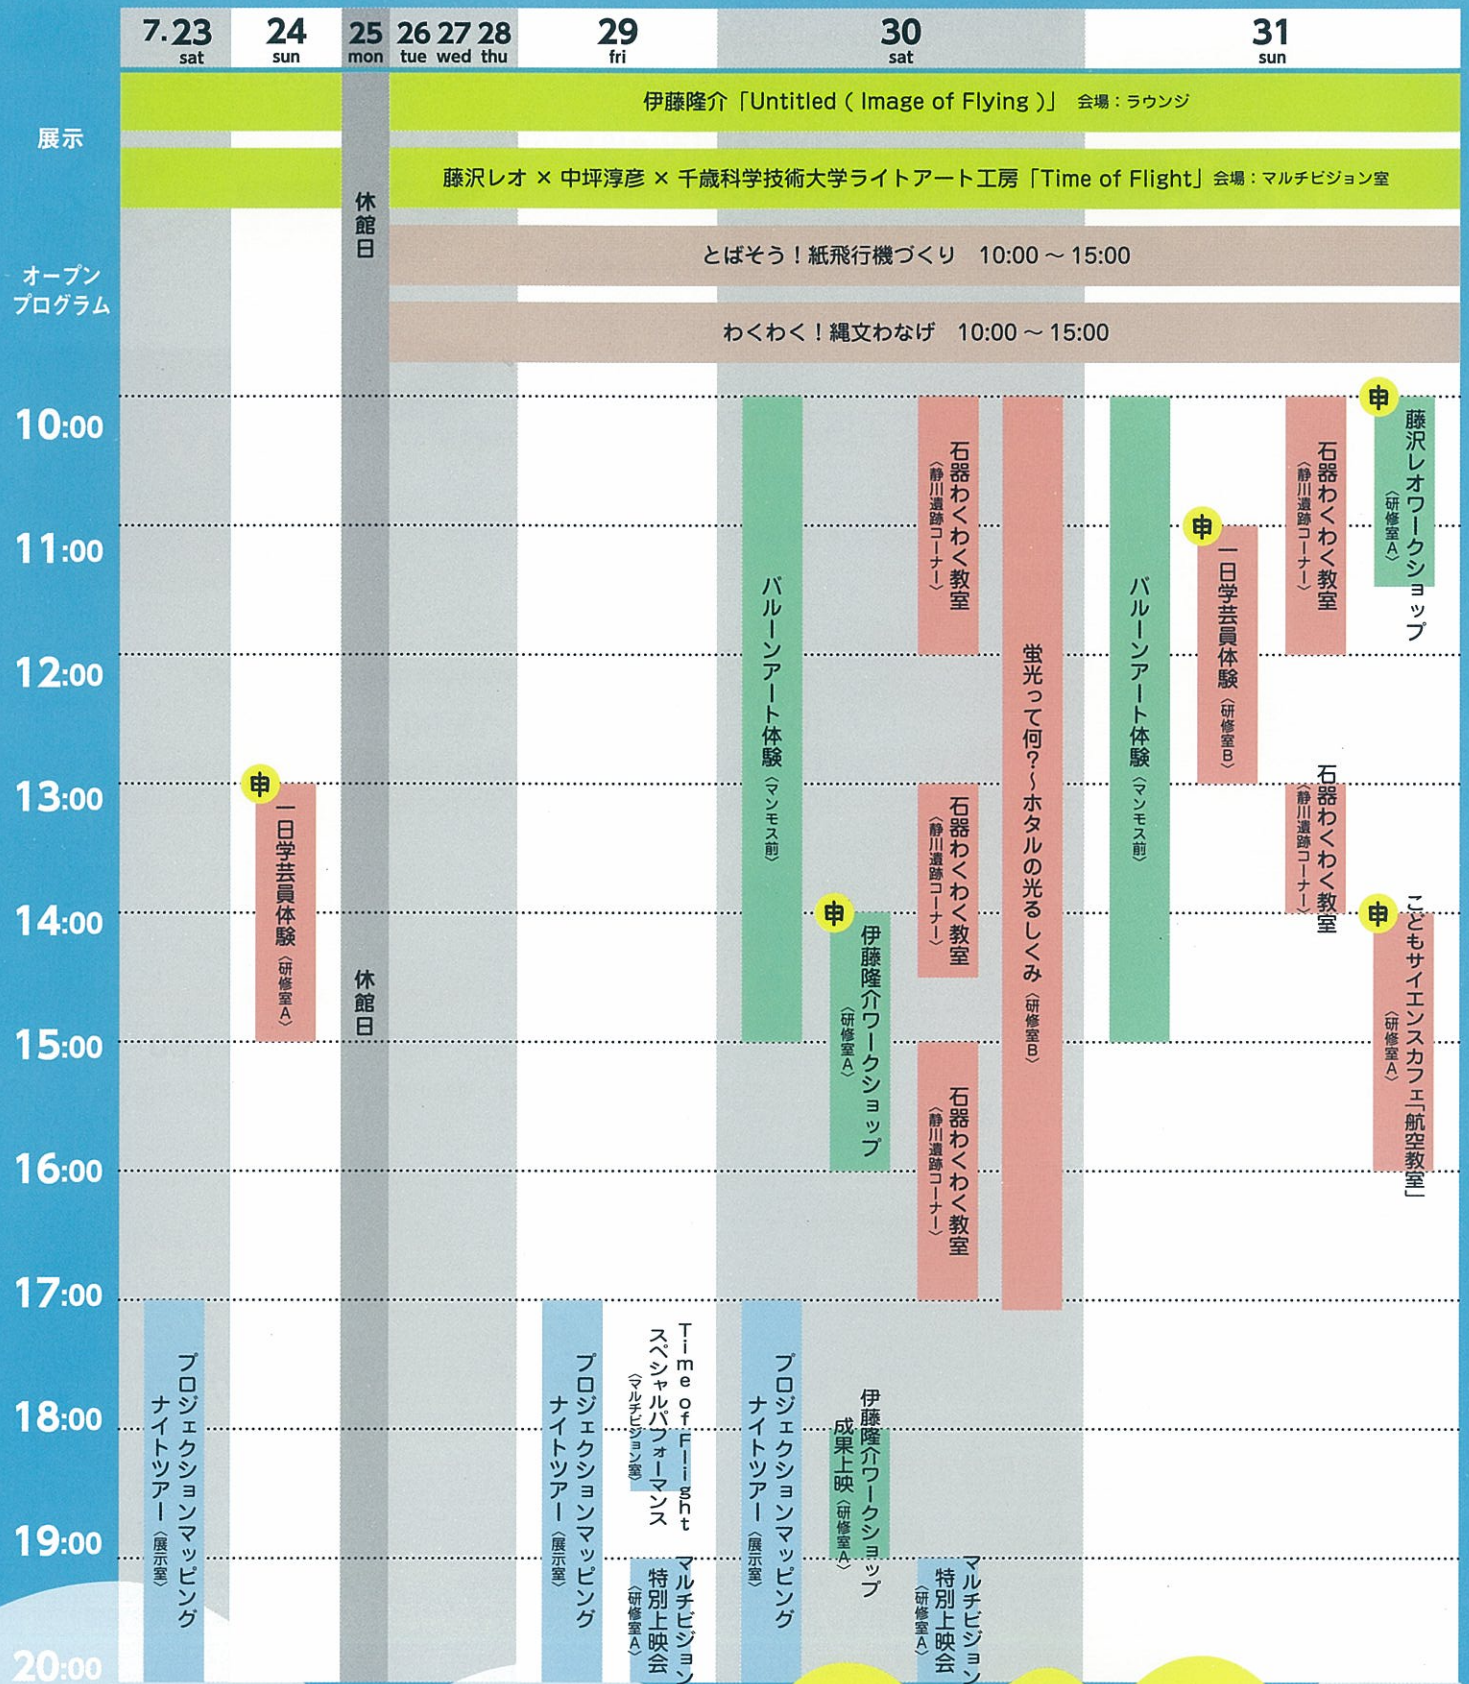 7.23 sat
24 sun
25 mon
26 tue
27 wed
28 thu
29 fri
30 sat
31 sun
展示
伊藤隆介「Untitled ( Image of Flying )」 会場：ラウンジ
藤沢レオ × 中坪淳彦 × 千歳科学技術大学ライトアート工房「Time of Flight」会場：マルチビジョン室
休館日
オープン
プログラム
とばそう！紙飛行機づくり 10:00 ～ 15:00
わくわく！縄文わなげ 10:00 ～ 15:00
10:00
11:00
12:00
13:00
14:00
15:00
16:00
17:00
18:00
19:00
20:00
プロジェクションマッピング
ナイトツアー〈展示室〉
申
一日学芸員体験〈研修室A〉
休館日
プロジェクションマッピング
ナイトツアー〈展示室〉
Time of Flight
スペシャルパフォーマンス
〈マルチビジョン室〉
マルチビジョン
特別上映会
〈研修室A〉
バルーンアート体験〈マンモス前〉
プロジェクションマッピング
ナイトツアー〈展示室〉
申
伊藤隆介ワークショップ
〈研修室A〉
伊藤隆介ワークショップ
成果上映〈研修室A〉
石器わくわく教室
〈静川遺跡コーナー〉
石器わくわく教室
〈静川遺跡コーナー〉
石器わくわく教室
〈静川遺跡コーナー〉
マルチビジョン
特別上映会
〈研修室A〉
蛍光って何？～ホタルの光るしくみ〈研修室B〉
バルーンアート体験〈マンモス前〉
申
一日学芸員体験〈研修室B〉
石器わくわく教室
〈静川遺跡コーナー〉
石器わくわく教室
〈静川遺跡コーナー〉
申
藤沢レオワークショップ
〈研修室A〉
申
こどもサイエンスカフェ「航空教室」
〈研修室A〉